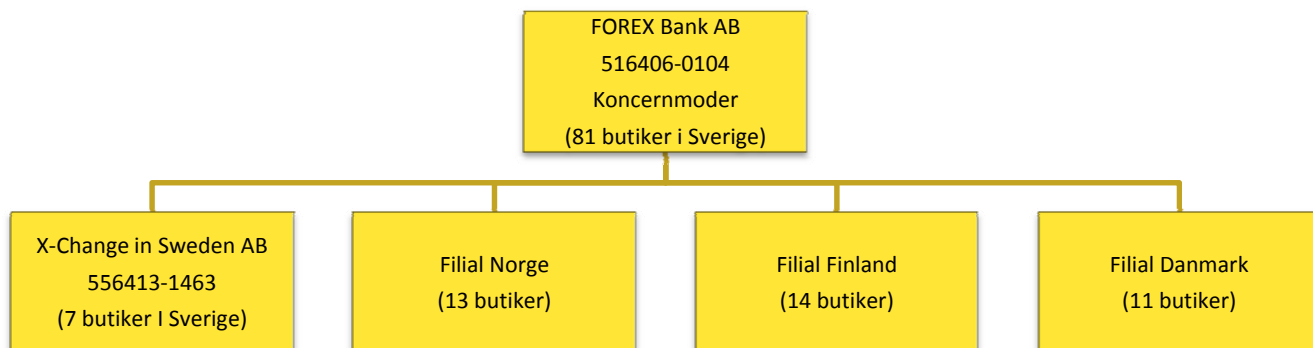 FOREX Bank AB
516406-0104
Koncernmoder
(81 butiker i Sverige)
X-Change in Sweden AB
556413-1463
(7 butiker I Sverige)
Filial Norge
(13 butiker)
Filial Finland
(14 butiker)
Filial Danmark
(11 butiker)